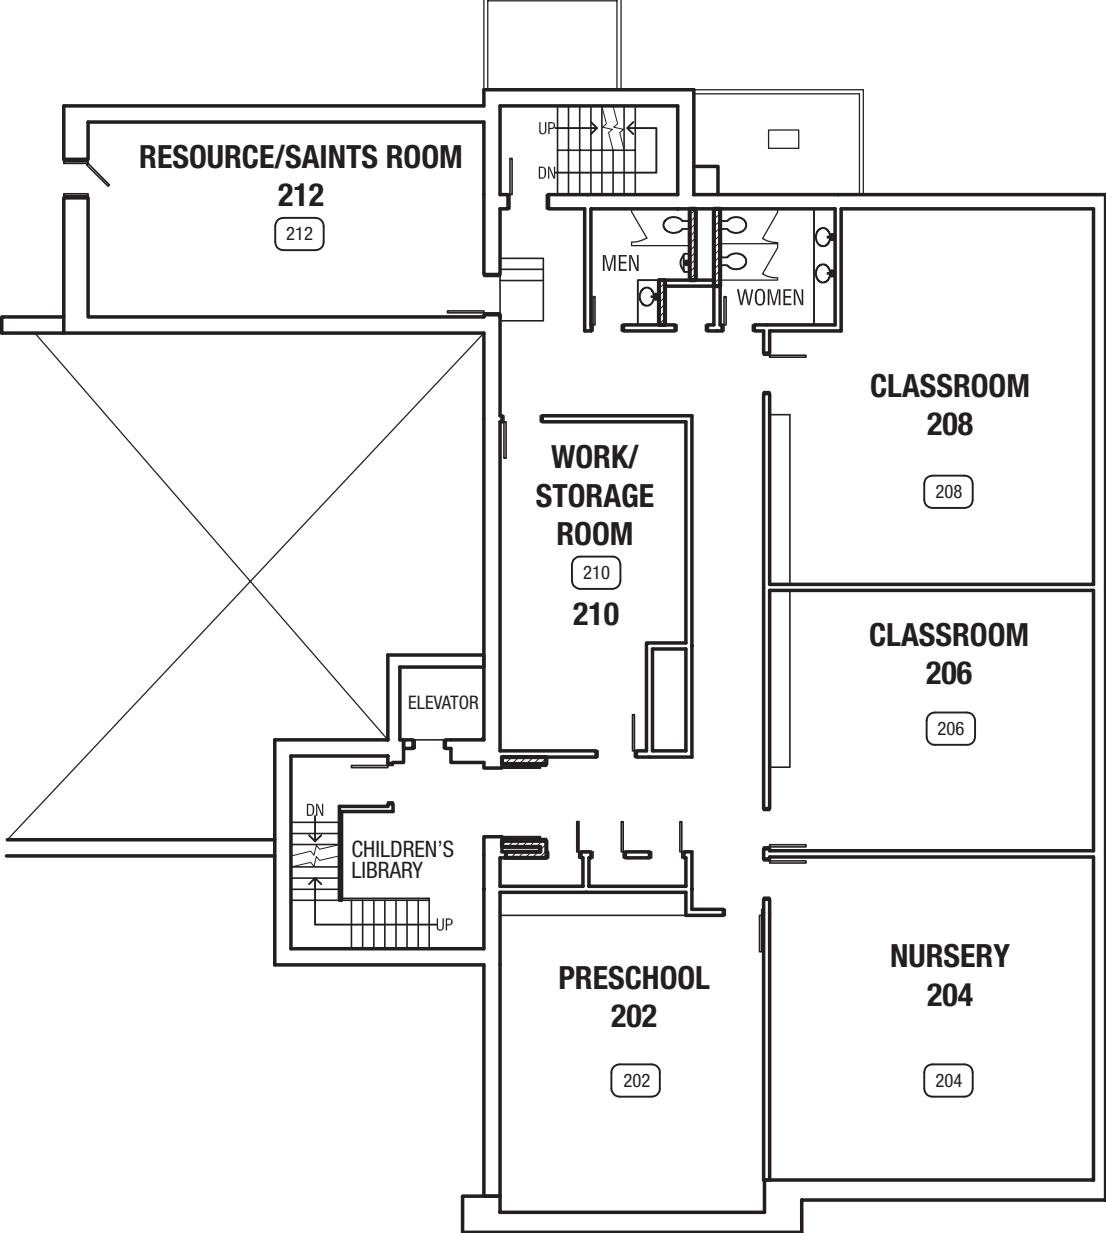 UP
DN
RESOURCE/SAINTS ROOM
212
212
MEN
WOMEN
CLASSROOM
208
208
WORK/
STORAGE
ROOM
210
210
CLASSROOM
206
206
ELEVATOR
DN
CHILDREN'S
LIBRARY
UP
PRESCHOOL
202
202
NURSERY
204
204